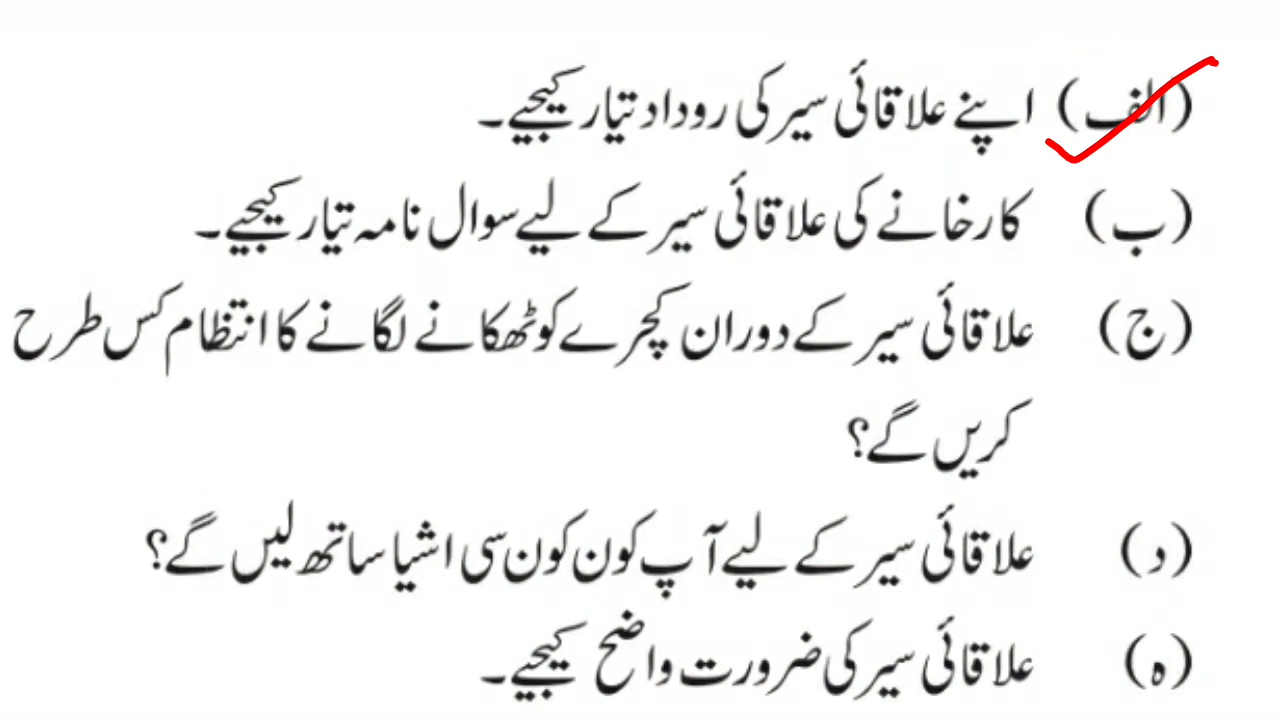 (الف) اپنے علاقائی سیر کی روداد تیار کیجیے۔
(ب) کارخانے کی علاقائی سیر کے لیے سوال نامہ تیار کیجیے۔
(ج) علاقائی سیر کے دوران کچرے کو ٹھکانے لگانے کا انتظام کس طرح
کریں گے؟
(د) علاقائی سیر کے لیے آپ کون کون سی اشیا ساتھ لیں گے؟
(ہ) علاقائی سیر کی ضرورت واضح کیجیے۔